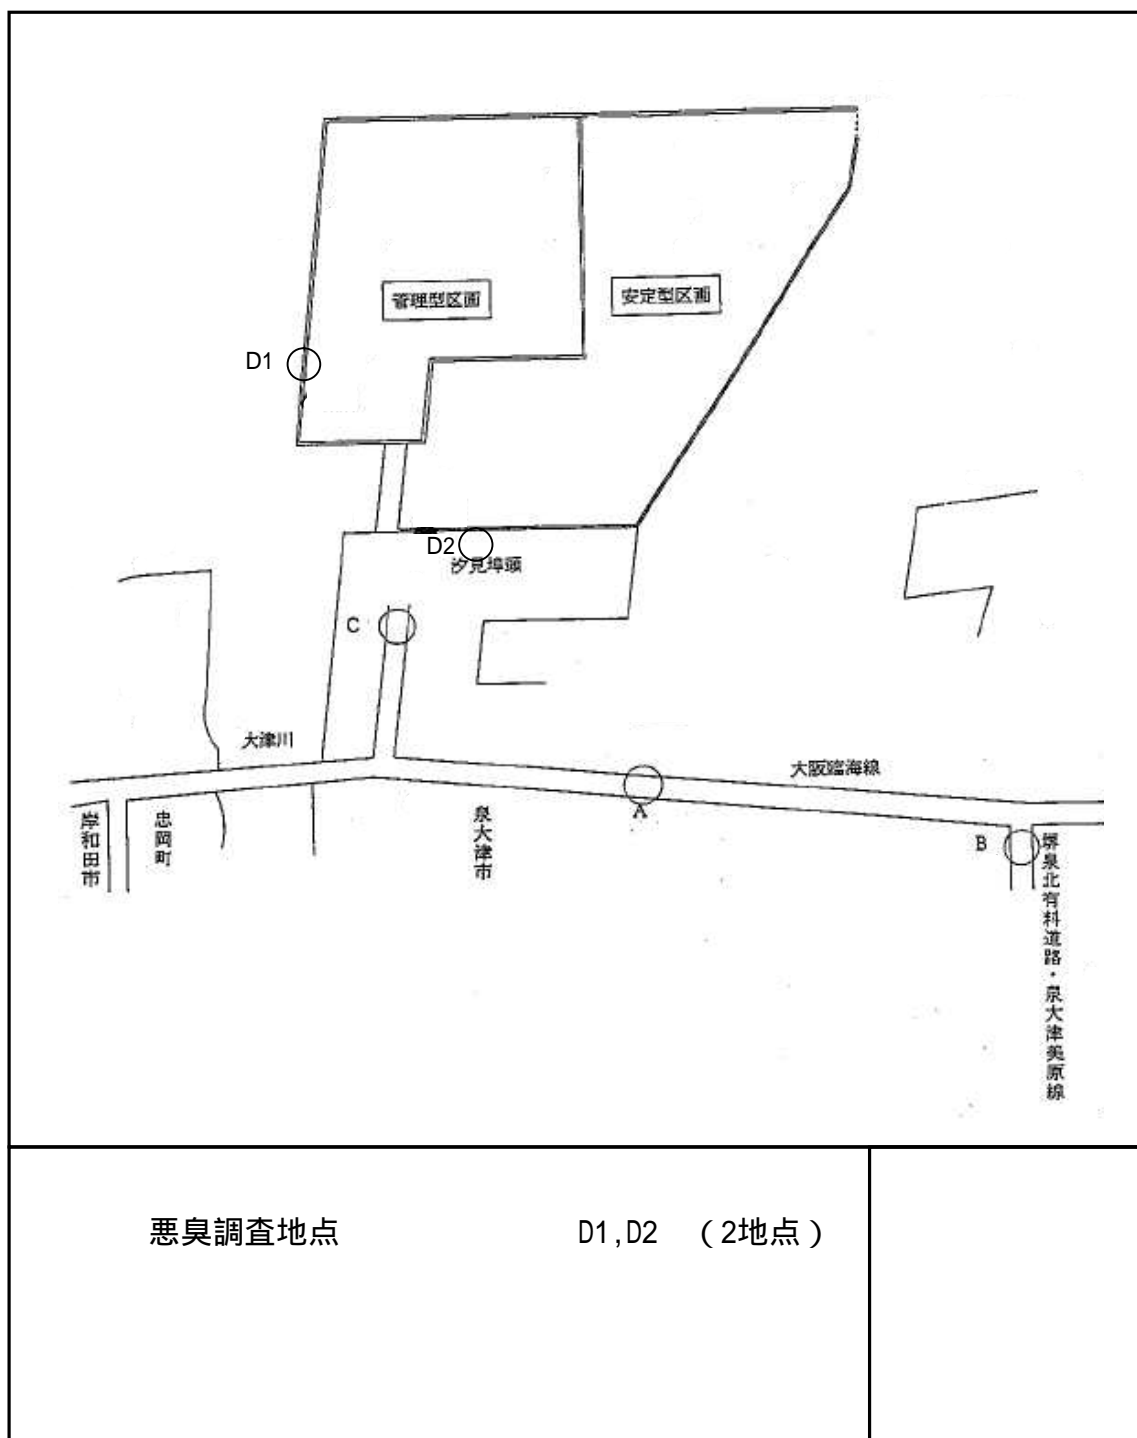 管理型区画
安定型区画
D1
D2
汐見埠頭
C
大津川
大阪臨海線
A
B
岸和田市
忠岡町
泉大津市
堺泉北有料道路・泉大津美原線
悪臭調査地点 D1,D2 （2地点）